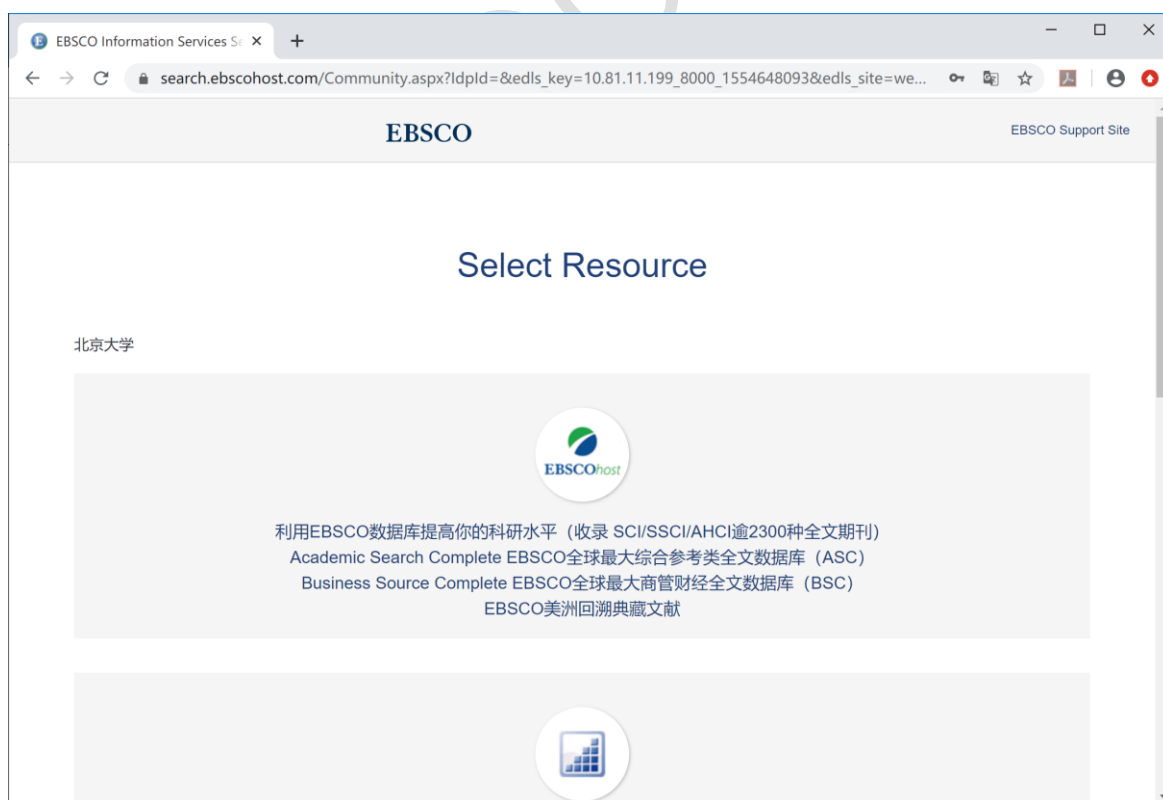 EBSCO Information Services Se
search.ebscohost.com/Community.aspx?IdpId=&edls_key=10.81.11.199_8000_1554648093&edls_site=we...
EBSCO
EBSCO Support Site
Select Resource
北京大学
EBSCOhost
利用EBSCO数据库提高你的科研水平（收录 SCI/SSCI/AHCI逾2300种全文期刊）
Academic Search Complete EBSCO全球最大综合参考类全文数据库（ASC）
Business Source Complete EBSCO全球最大商管财经全文数据库（BSC）
EBSCO美洲回溯典藏文献